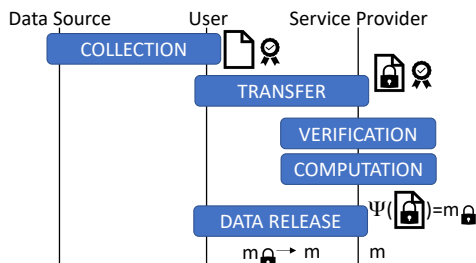 Data Source User Service Provider
COLLECTION
TRANSFER
VERIFICATION
COMPUTATION
DATA RELEASE
Ψ( )=m
m → m m